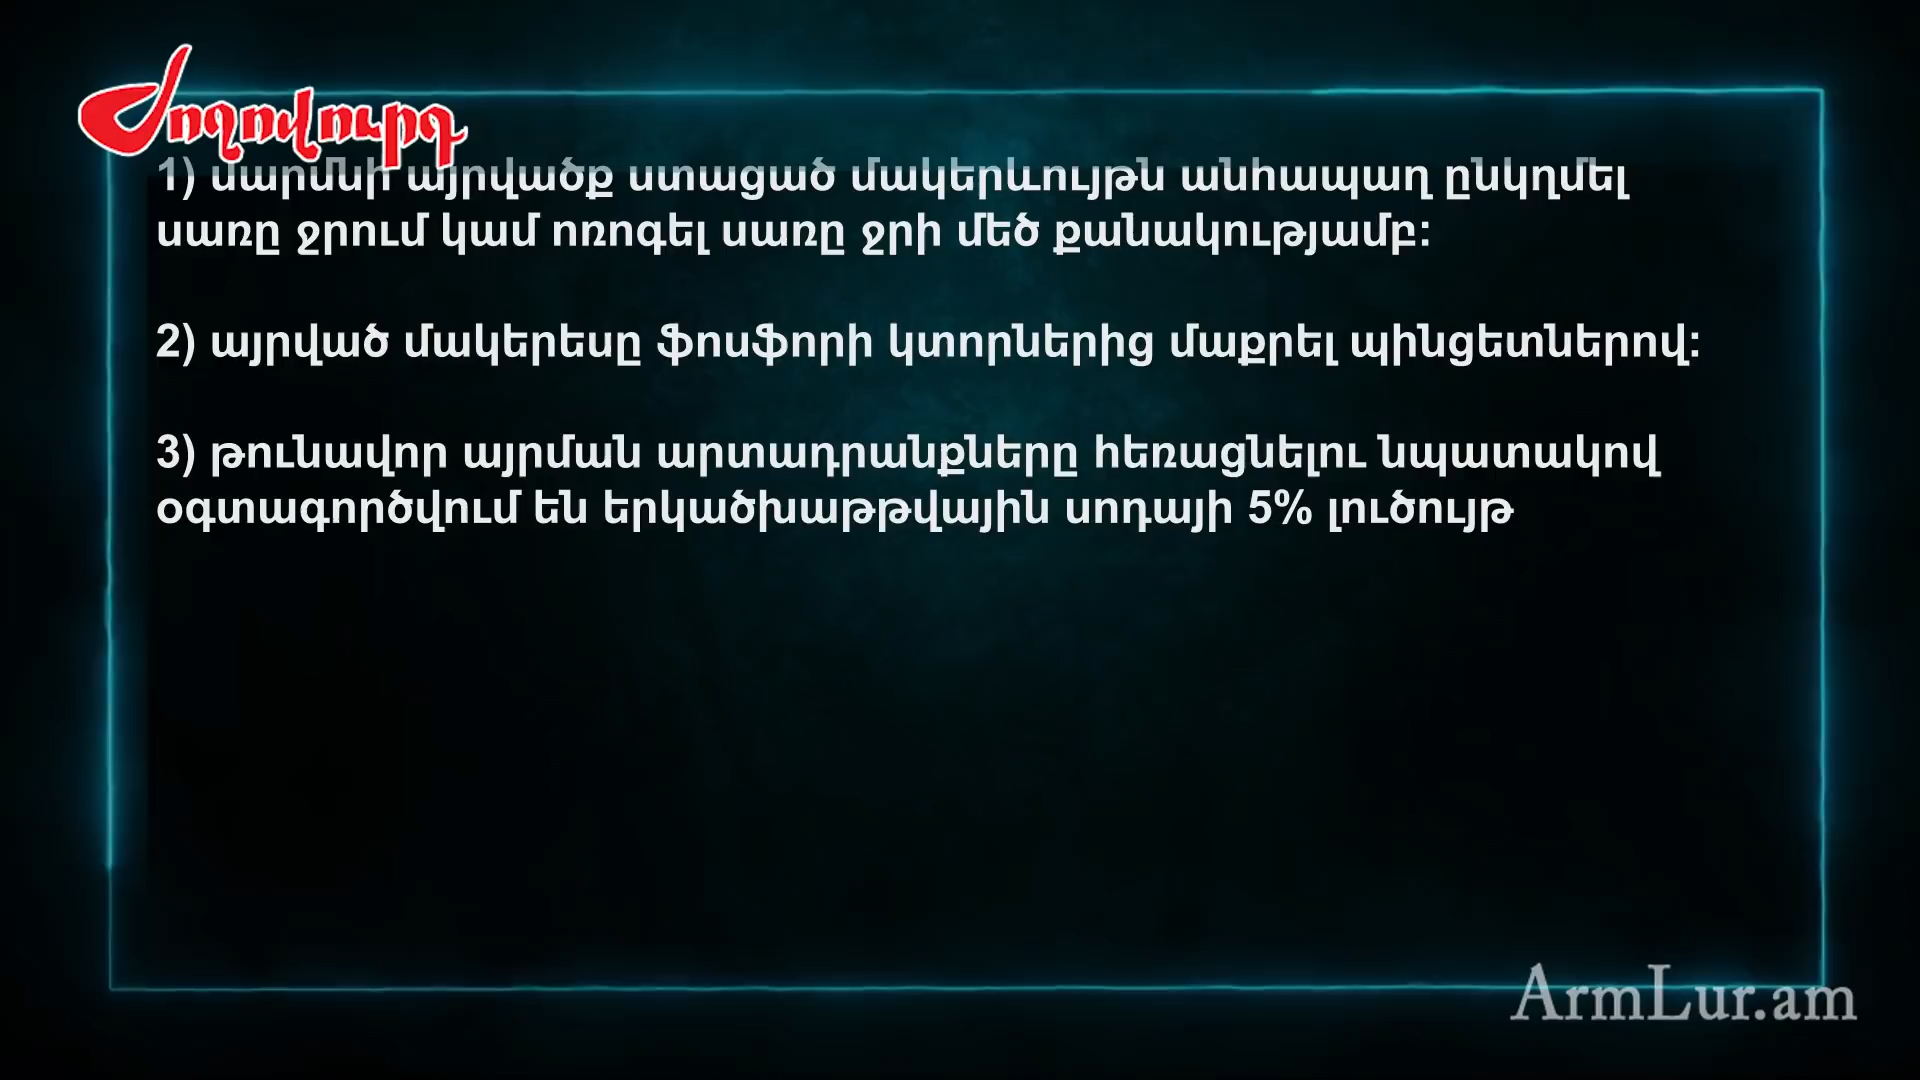 Ժողովուրդ
1) մարմնի այրվածք ստացած մակերևույթն անհապաղ ընկղմել
սառը ջրում կամ ոռոգել սառը ջրի մեծ քանակությամբ:
2) այրված մակերեսը ֆոսֆորի կտորներից մաքրել պինցետներով:
3) թունավոր այրման արտադրանքները հեռացնելու նպատակով
օգտագործվում են երկածխաթթվային սոդայի 5% լուծույթ
ArmLur.am